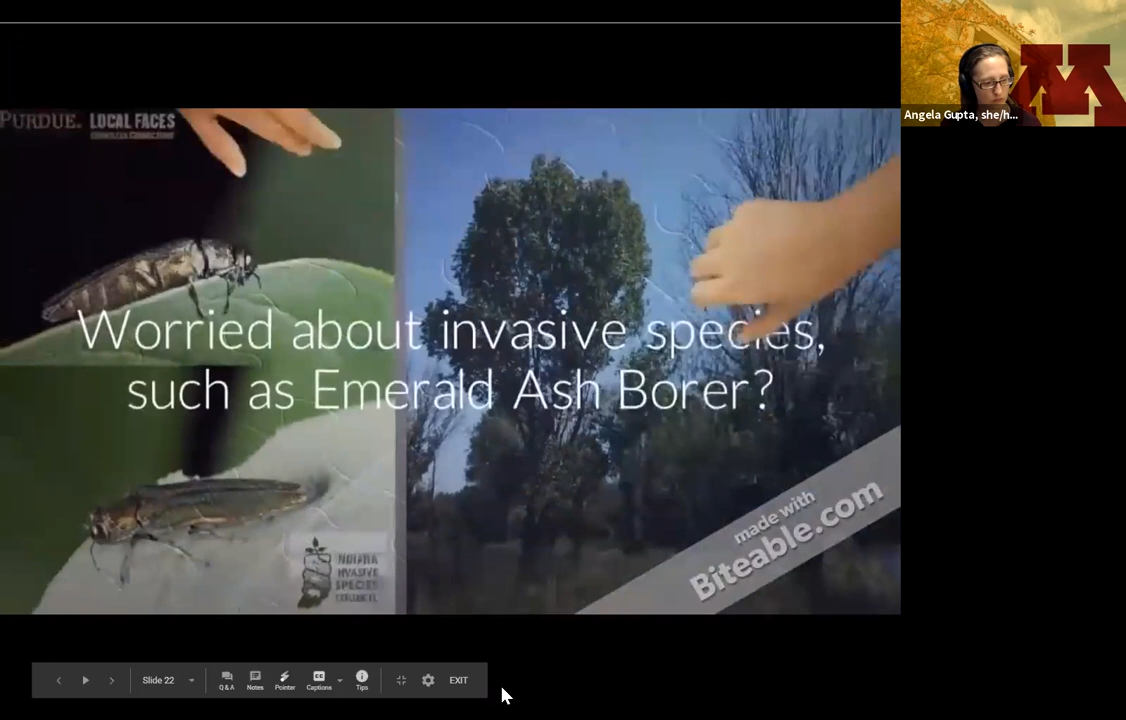 PURDUE. LOCAL FACES
Angela Gupta, she/h...
Worried about invasive species,
such as Emerald Ash Borer?
made with
Biteable.com
INDIANA
INVASIVE
SPECIES
COUNCIL
Slide 22
Q & A
Notes
Pointer
CC
Captions
Tips
EXIT